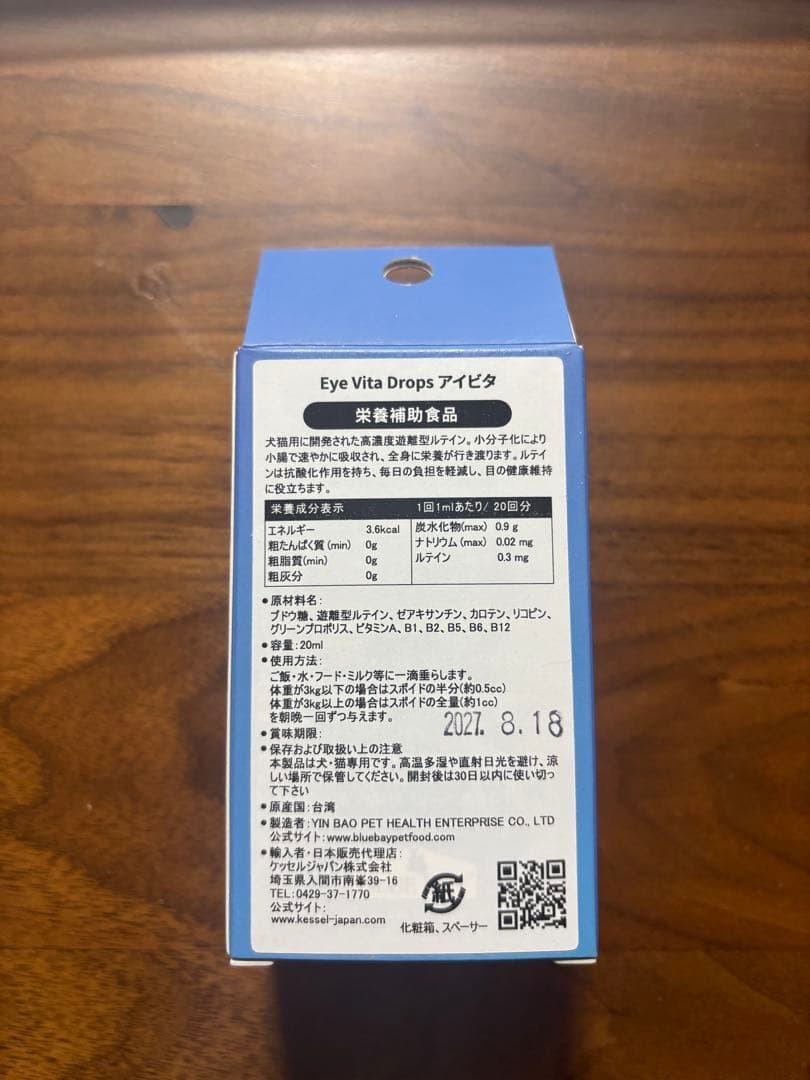 Eye Vita Drops アイビタ
栄養補助食品
犬猫用に開発された高濃度遊離型ルテイン。小分子化により
小腸で速やかに吸収され、全身に栄養が行き渡ります。ルテイ
ンは抗酸化作用を持ち、毎日の負担を軽減し、目の健康維持
に役立ちます。
栄養成分表示 1回1mlあたり/ 20回分
エネルギー 3.6kcal 炭水化物(max) 0.9 g
粗たんぱく質 (min) 0g ナトリウム (max) 0.02 mg
粗脂質(min) 0g ルテイン 0.3 mg
粗灰分 0g
•原材料名：
ブドウ糖、遊離型ルテイン、ゼアキサンチン、カロテン、リコピン、
グリーンプロポリス、ビタミンA、B1、B2、B5、B6、B12
•容量：20ml
•使用方法：
ご飯・水・フード・ミルク等に一滴垂らします。
体重が3kg以下の場合はスポイドの半分(約0.5cc)
体重が3kg以上の場合はスポイドの全量(約1cc)
を朝晩一回ずつ与えます。
•賞味期限： 2027. 8.18
•保存および取扱い上の注意
本製品は犬・猫専用です。高温多湿や直射日光を避け、涼
しい場所で保管してください。開封後は30日以内に使い切っ
て下さい
•原産国：台湾
•製造者：YIN BAO PET HEALTH ENTERPRISE CO., LTD
公式サイト：www.bluebaypetfood.com
•輸入者・日本販売代理店：
ケッセルジャパン株式会社
埼玉県入間市南峯39-16
TEL:0429-37-1770
公式サイト：
www.kessel-japan.com
紙
化粧箱、スペーサー